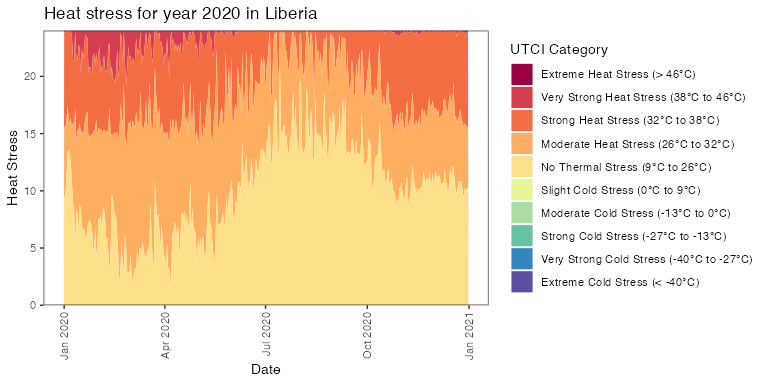 Heat stress for year 2020 in Liberia
Heat Stress
20
15
10
5
0
Jan 2020
Apr 2020
Jul 2020
Oct 2020
Jan 2021
Date
UTCI Category
Extreme Heat Stress (> 46°C)
Very Strong Heat Stress (38°C to 46°C)
Strong Heat Stress (32°C to 38°C)
Moderate Heat Stress (26°C to 32°C)
No Thermal Stress (9°C to 26°C)
Slight Cold Stress (0°C to 9°C)
Moderate Cold Stress (-13°C to 0°C)
Strong Cold Stress (-27°C to -13°C)
Very Strong Cold Stress (-40°C to -27°C)
Extreme Cold Stress (< -40°C)